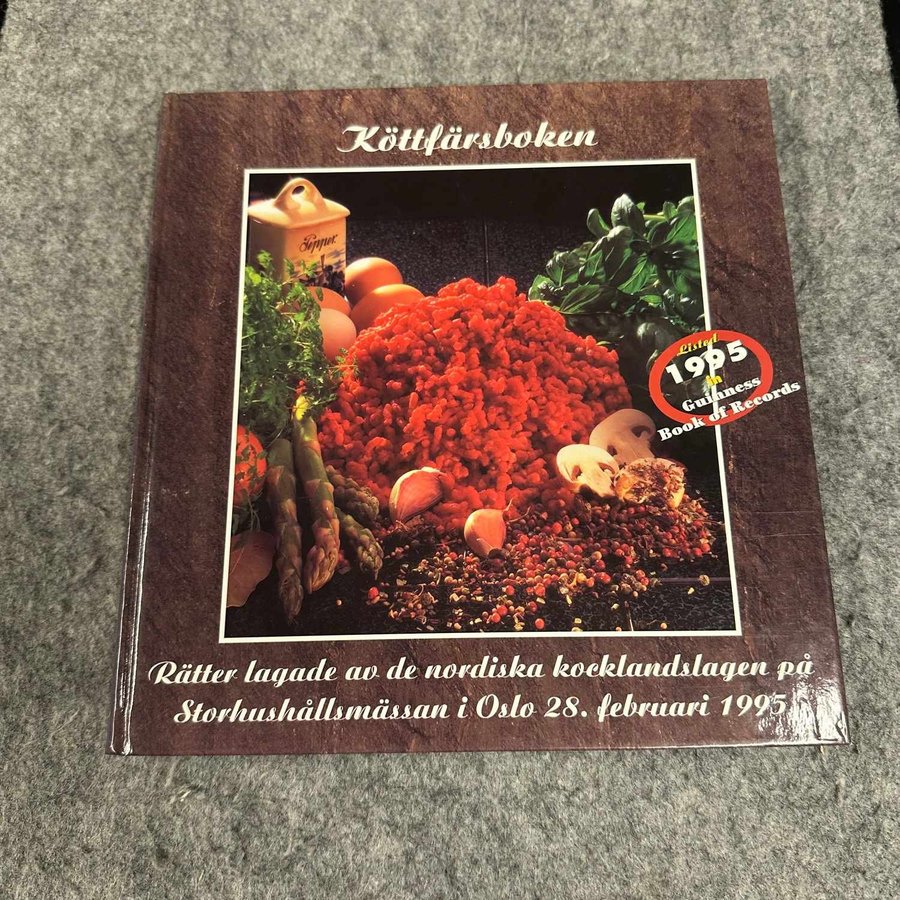 Köttfärsboken
Pepper
Listed
1995
in
Guinness
Book of Records
Rätter lagade av de nordiska kocklandslagen på
Storhushållsmässan i Oslo 28. februari 1995